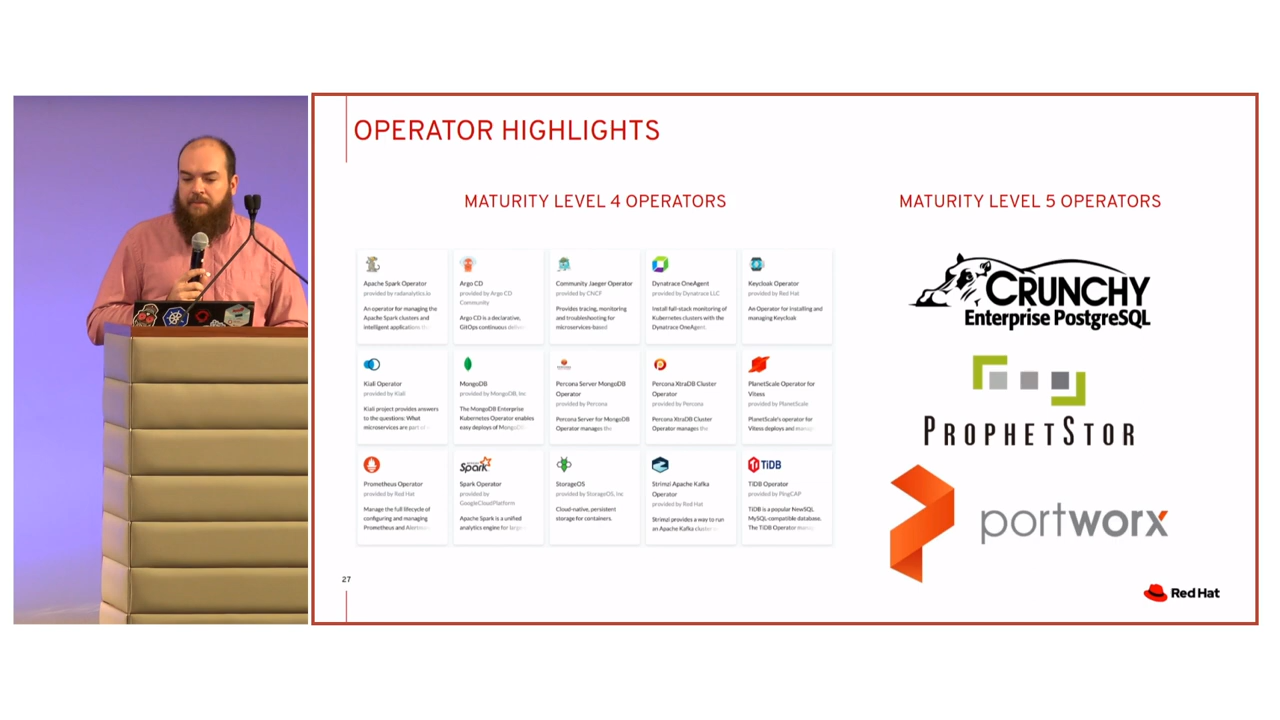 OPERATOR HIGHLIGHTS
MATURITY LEVEL 4 OPERATORS
Apache Spark Operator
provided by radanalytics.io
An operator for managing the
Apache Spark clusters and
intelligent applications
Argo CD
provided by Argo CD
Community
Argo CD is a declarative,
GitOps continuous
Community Jaeger Operator
provided by CNCF
Provides tracing, monitoring
and troubleshooting for
microservices-based
Dynatrace OneAgent
provided by Dynatrace LLC
Install full-stack monitoring of
Kubernetes clusters with the
Dynatrace OneAgent.
Keycloak Operator
provided by Red Hat
An Operator for installing and
managing Keycloak
Kiali Operator
provided by Kiali
Kiali project provides answers
to the questions: What
microservices are part
MongoDB
provided by MongoDB, Inc
The MongoDB Enterprise
Kubernetes Operator enables
easy deploys of MongoDB
Percona Server MongoDB
Operator
provided by Percona
Percona Server for MongoDB
Operator manages the
Percona XtraDB Cluster
Operator
provided by Percona
Percona XtraDB Cluster
Operator manages the
PlanetScale Operator for
Vitess
provided by PlanetScale
PlanetScale's operator for
Vitess deploys and
Prometheus Operator
provided by Red Hat
Manage the full lifecycle of
configuring and managing
Prometheus and
Spark
Spark Operator
provided by
GoogleCloudPlatform
Apache Spark is a unified
analytics engine for
StorageOS
provided by StorageOS, Inc
Cloud-native, persistent
storage for containers.
Strimzi Apache Kafka
Operator
provided by Red Hat
Strimzi provides a way to run
an Apache Kafka cluster
TiDB
TiDB Operator
provided by PingCAP
TiDB is a popular NewSQL
MySQL-compatible database.
The TiDB Operator
MATURITY LEVEL 5 OPERATORS
CRUNCHY
Enterprise PostgreSQL
PROPHETSTOR
portworx
27
Red Hat